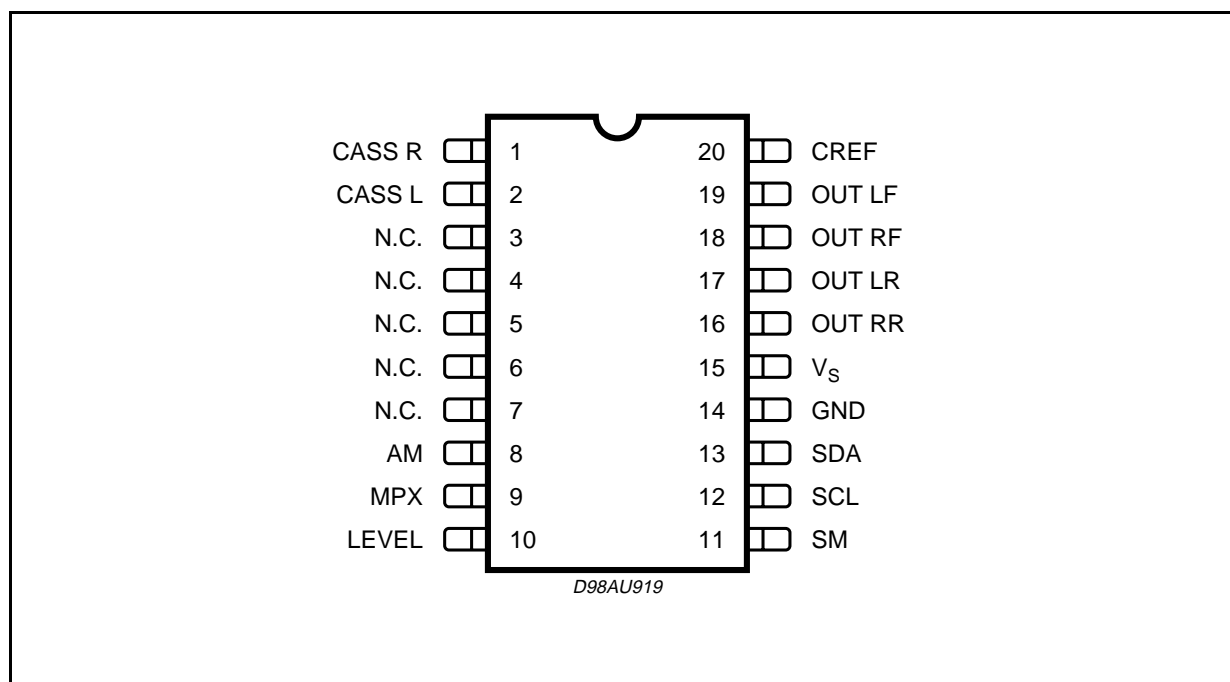 CASS R 1 20 CREF
CASS L 2 19 OUT LF
N.C. 3 18 OUT RF
N.C. 4 17 OUT LR
N.C. 5 16 OUT RR
N.C. 6 15 VS
N.C. 7 14 GND
AM 8 13 SDA
MPX 9 12 SCL
LEVEL 10 11 SM
D98AU919